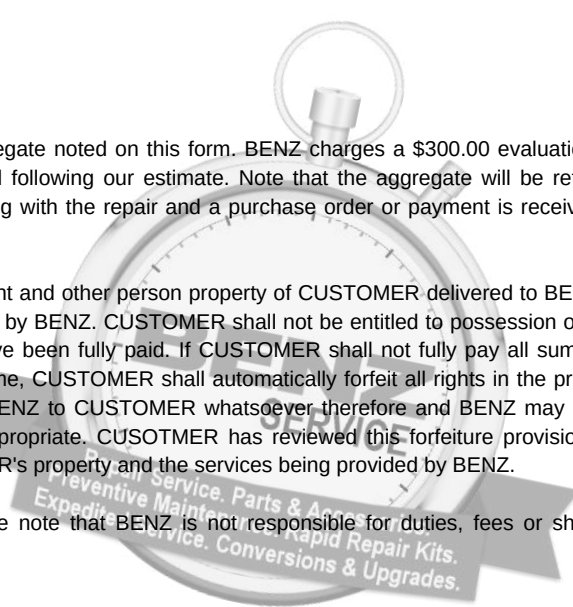 egate noted on this form. BENZ charges a $300.00 evaluati
following our estimate. Note that the aggregate will be re
g with the repair and a purchase order or payment is receiv
nt and other person property of CUSTOMER delivered to BE
by BENZ. CUSTOMER shall not be entitled to possession o
ve been fully paid. If CUSTOMER shall not fully pay all sum
ne, CUSTOMER shall automatically forfeit all rights in the pr
ENZ to CUSTOMER whatsoever therefore and BENZ may
propriate. CUSOTMER has reviewed this forfeiture provisio
R's property and the services being provided by BENZ.
e note that BENZ is not responsible for duties, fees or sh
BENZ
SERVICE
Repair Service. Parts & Accessories.
Preventive Maintenance. Rapid Repair Kits.
Expedited Service. Conversions & Upgrades.